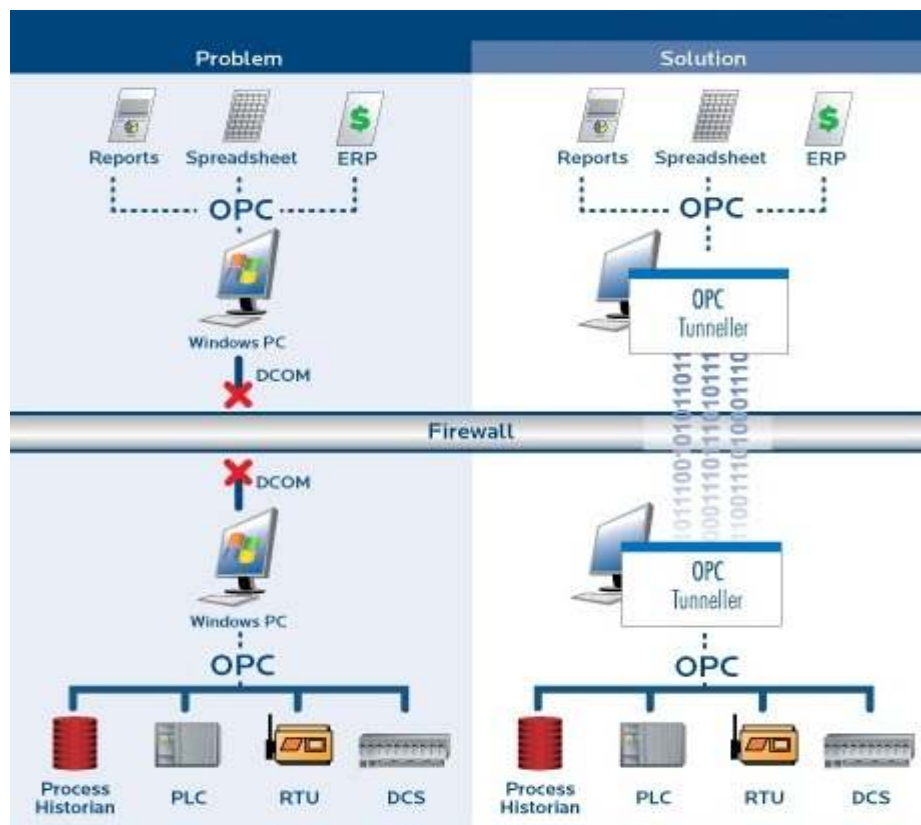 Problem
Reports Spreadsheet ERP
OPC
Windows PC
DCOM
Solution
Reports Spreadsheet ERP
OPC
OPC
Tunneller
Firewall
DCOM
Windows PC
OPC
Process
Historian
PLC
RTU
DCS
OPC
Tunneller
OPC
Process
Historian
PLC
RTU
DCS